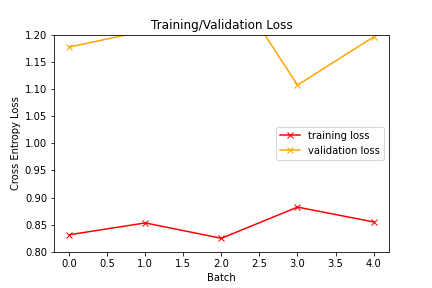 Training/Validation Loss
Cross Entropy Loss
1.20
1.15
1.10
1.05
1.00
0.95
0.90
0.85
0.80
training loss
validation loss
0.0 0.5 1.0 1.5 2.0 2.5 3.0 3.5 4.0
Batch